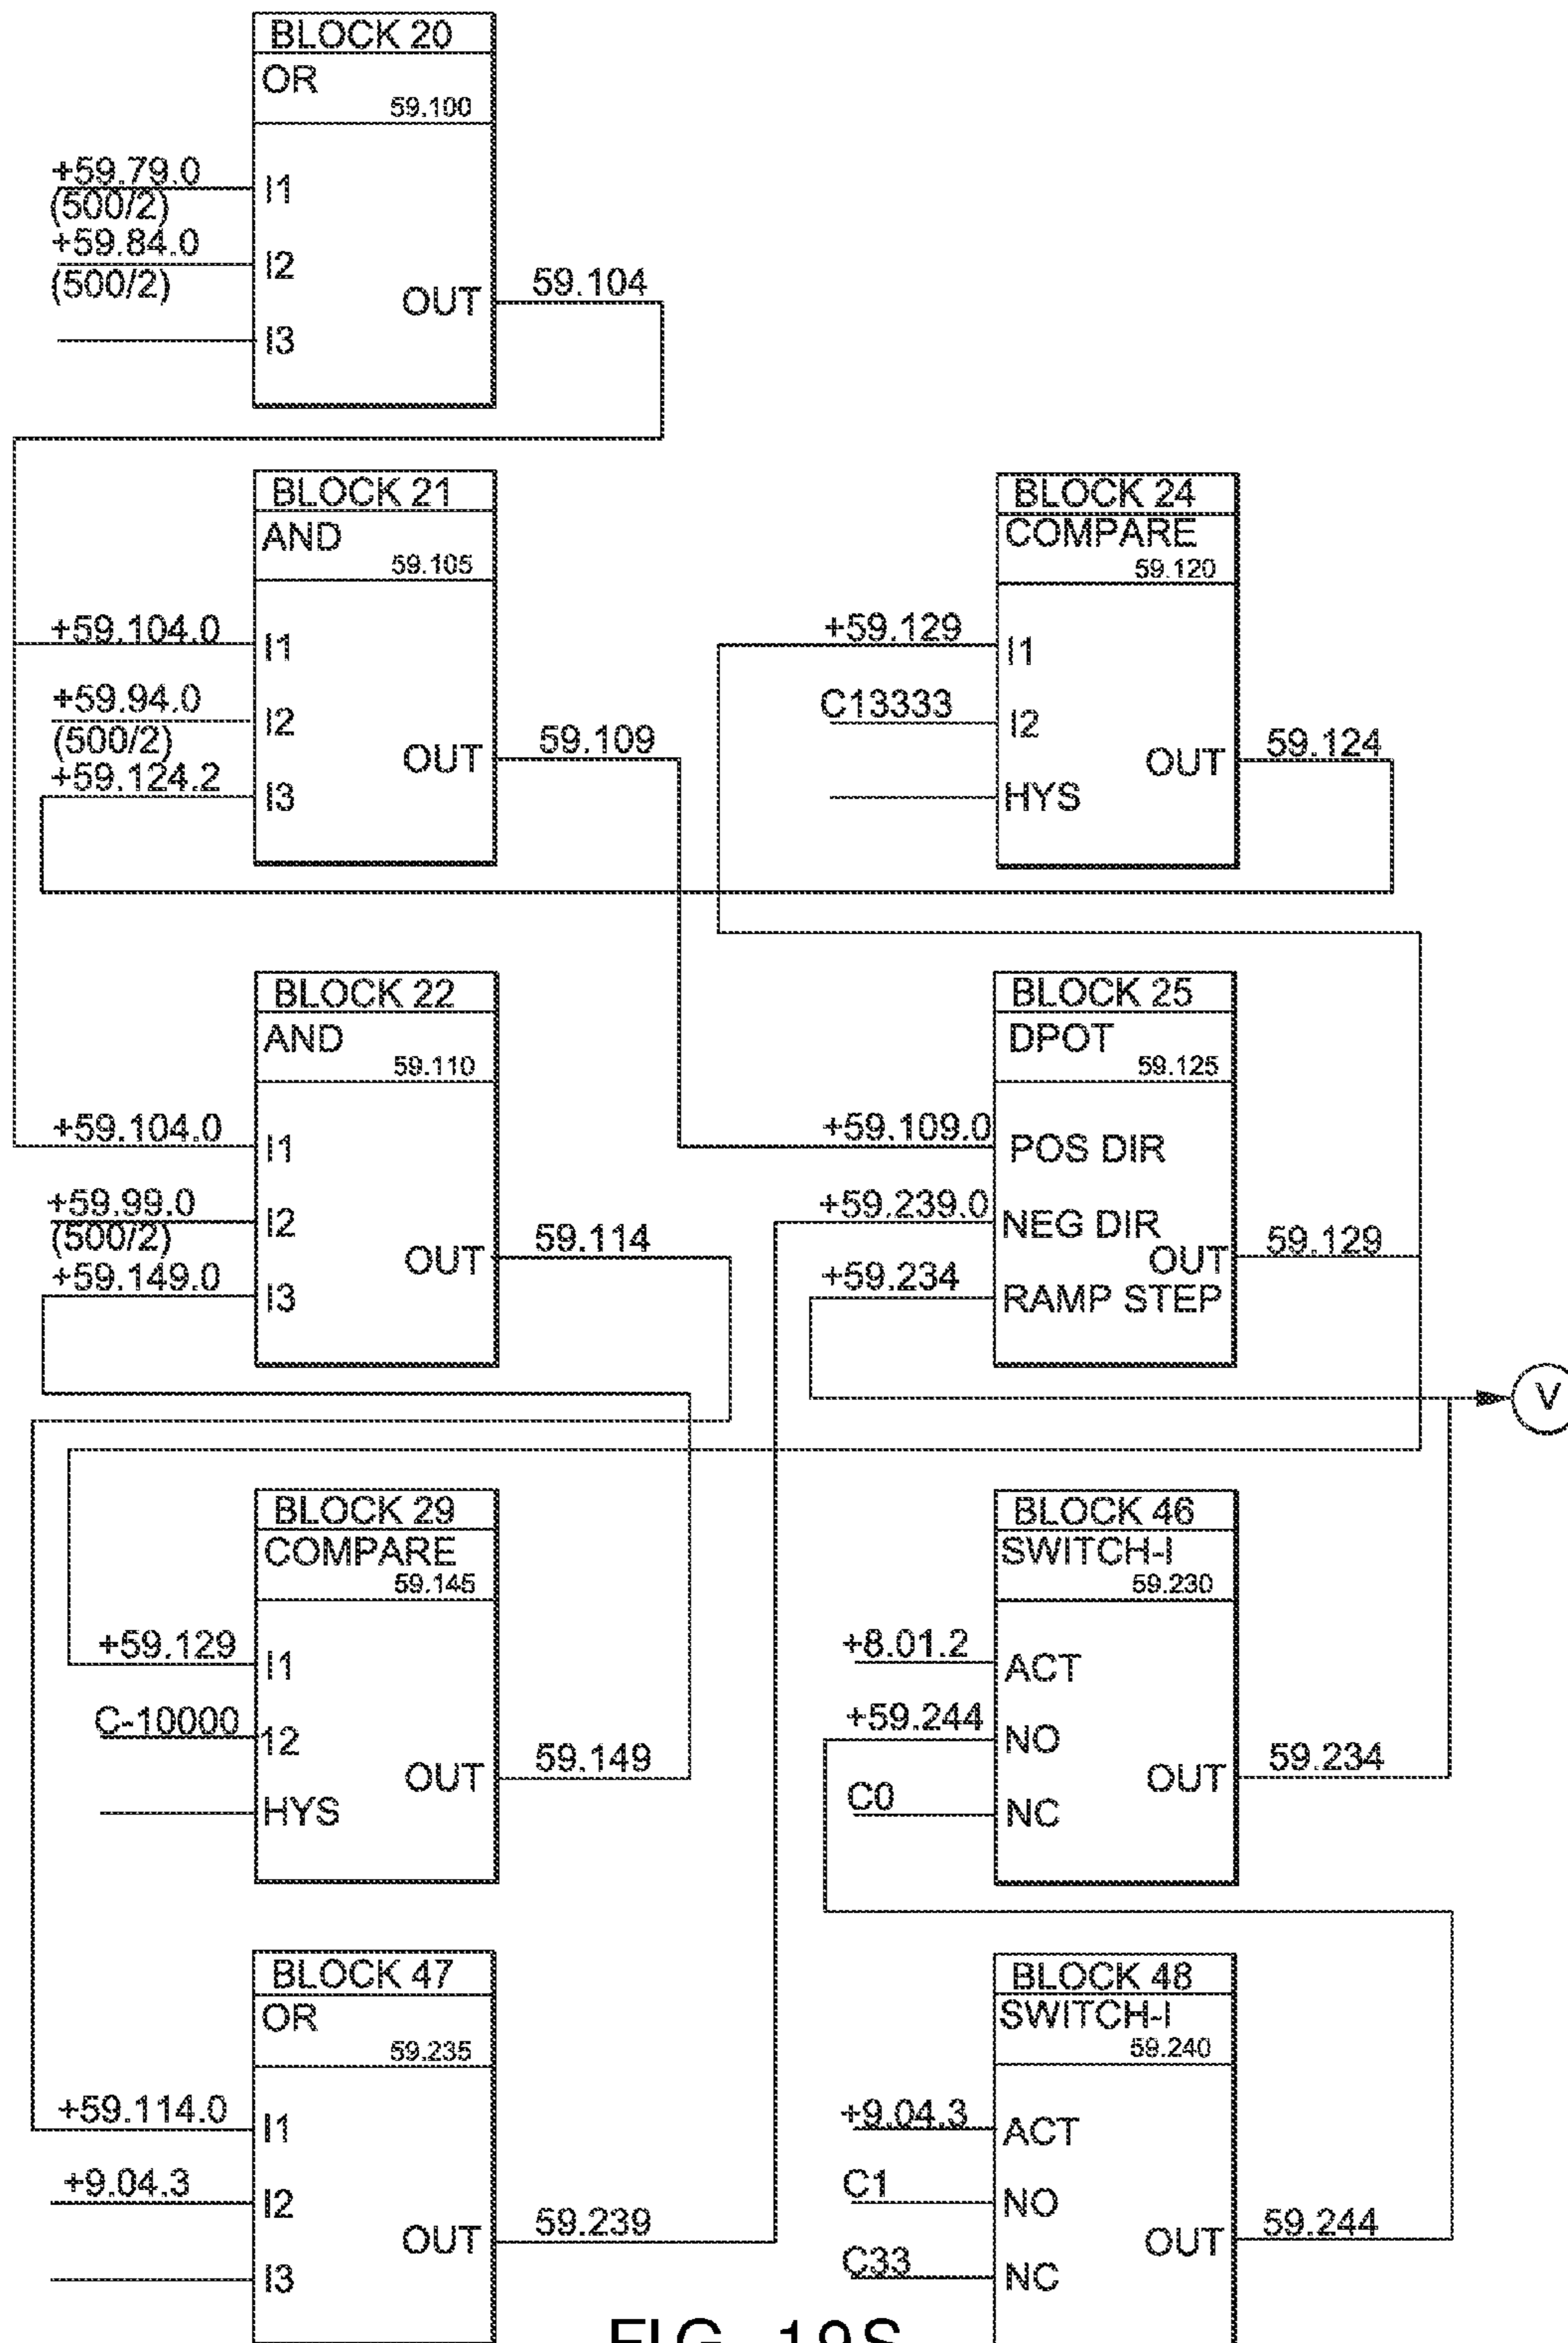 BLOCK 20
OR
59.100
+59.79.0
(500/2)
I1
+59.84.0
(500/2)
I2
OUT
59.104
I3
BLOCK 21
AND
59.105
+59.104.0
I1
+59.94.0
(500/2)
I2
OUT
59.109
+59.124.2
I3
BLOCK 24
COMPARE
59.120
+59.129
I1
C13333
I2
OUT
59.124
HYS
BLOCK 22
AND
59.110
+59.104.0
I1
+59.99.0
(500/2)
I2
OUT
59.114
+59.149.0
I3
BLOCK 25
DPOT
59.125
+59.109.0
POS DIR
+59.239.0
NEG DIR
OUT
59.129
+59.234
RAMP STEP
V
BLOCK 29
COMPARE
59.145
+59.129
I1
C-10000
12
OUT
59.149
HYS
BLOCK 46
SWITCH-I
59.230
+8.01.2
ACT
+59.244
NO
OUT
59.234
C0
NC
BLOCK 47
OR
59.235
+59.114.0
I1
+9.04.3
I2
OUT
59.239
I3
BLOCK 48
SWITCH-I
59.240
+9.04.3
ACT
C1
NO
OUT
59.244
C33
NC
FIG. 19S